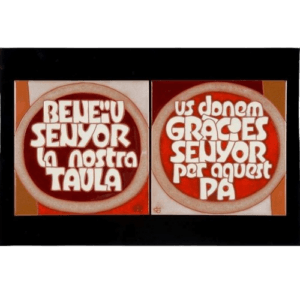 BENEÏU
SENYOR
la nostra
TAULA
us donem
GRÀCIES
SENYOR
per aquest
PA